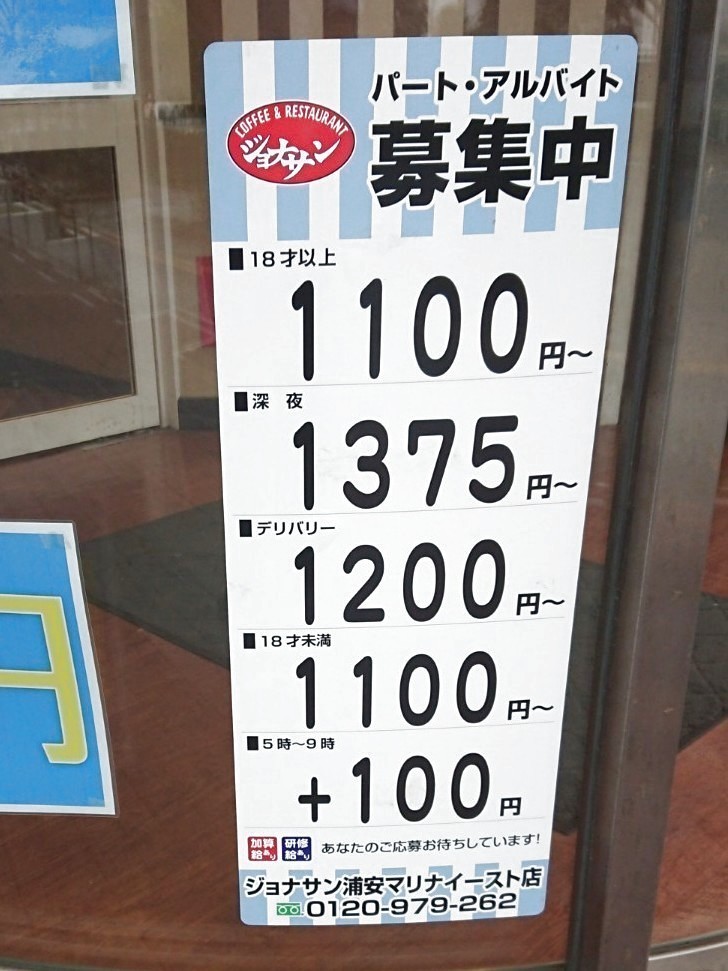 COFFEE & RESTAURANT
ジョナサン
パート・アルバイト
募集中
■18才以上
1100円〜
■深夜
1375円〜
■デリバリー
1200円〜
■18才未満
1100円〜
■5時〜9時
+100円
加算給あり 研修給あり あなたのご応募お待ちしています!
ジョナサン浦安マリナイースト店
0120-979-262
円